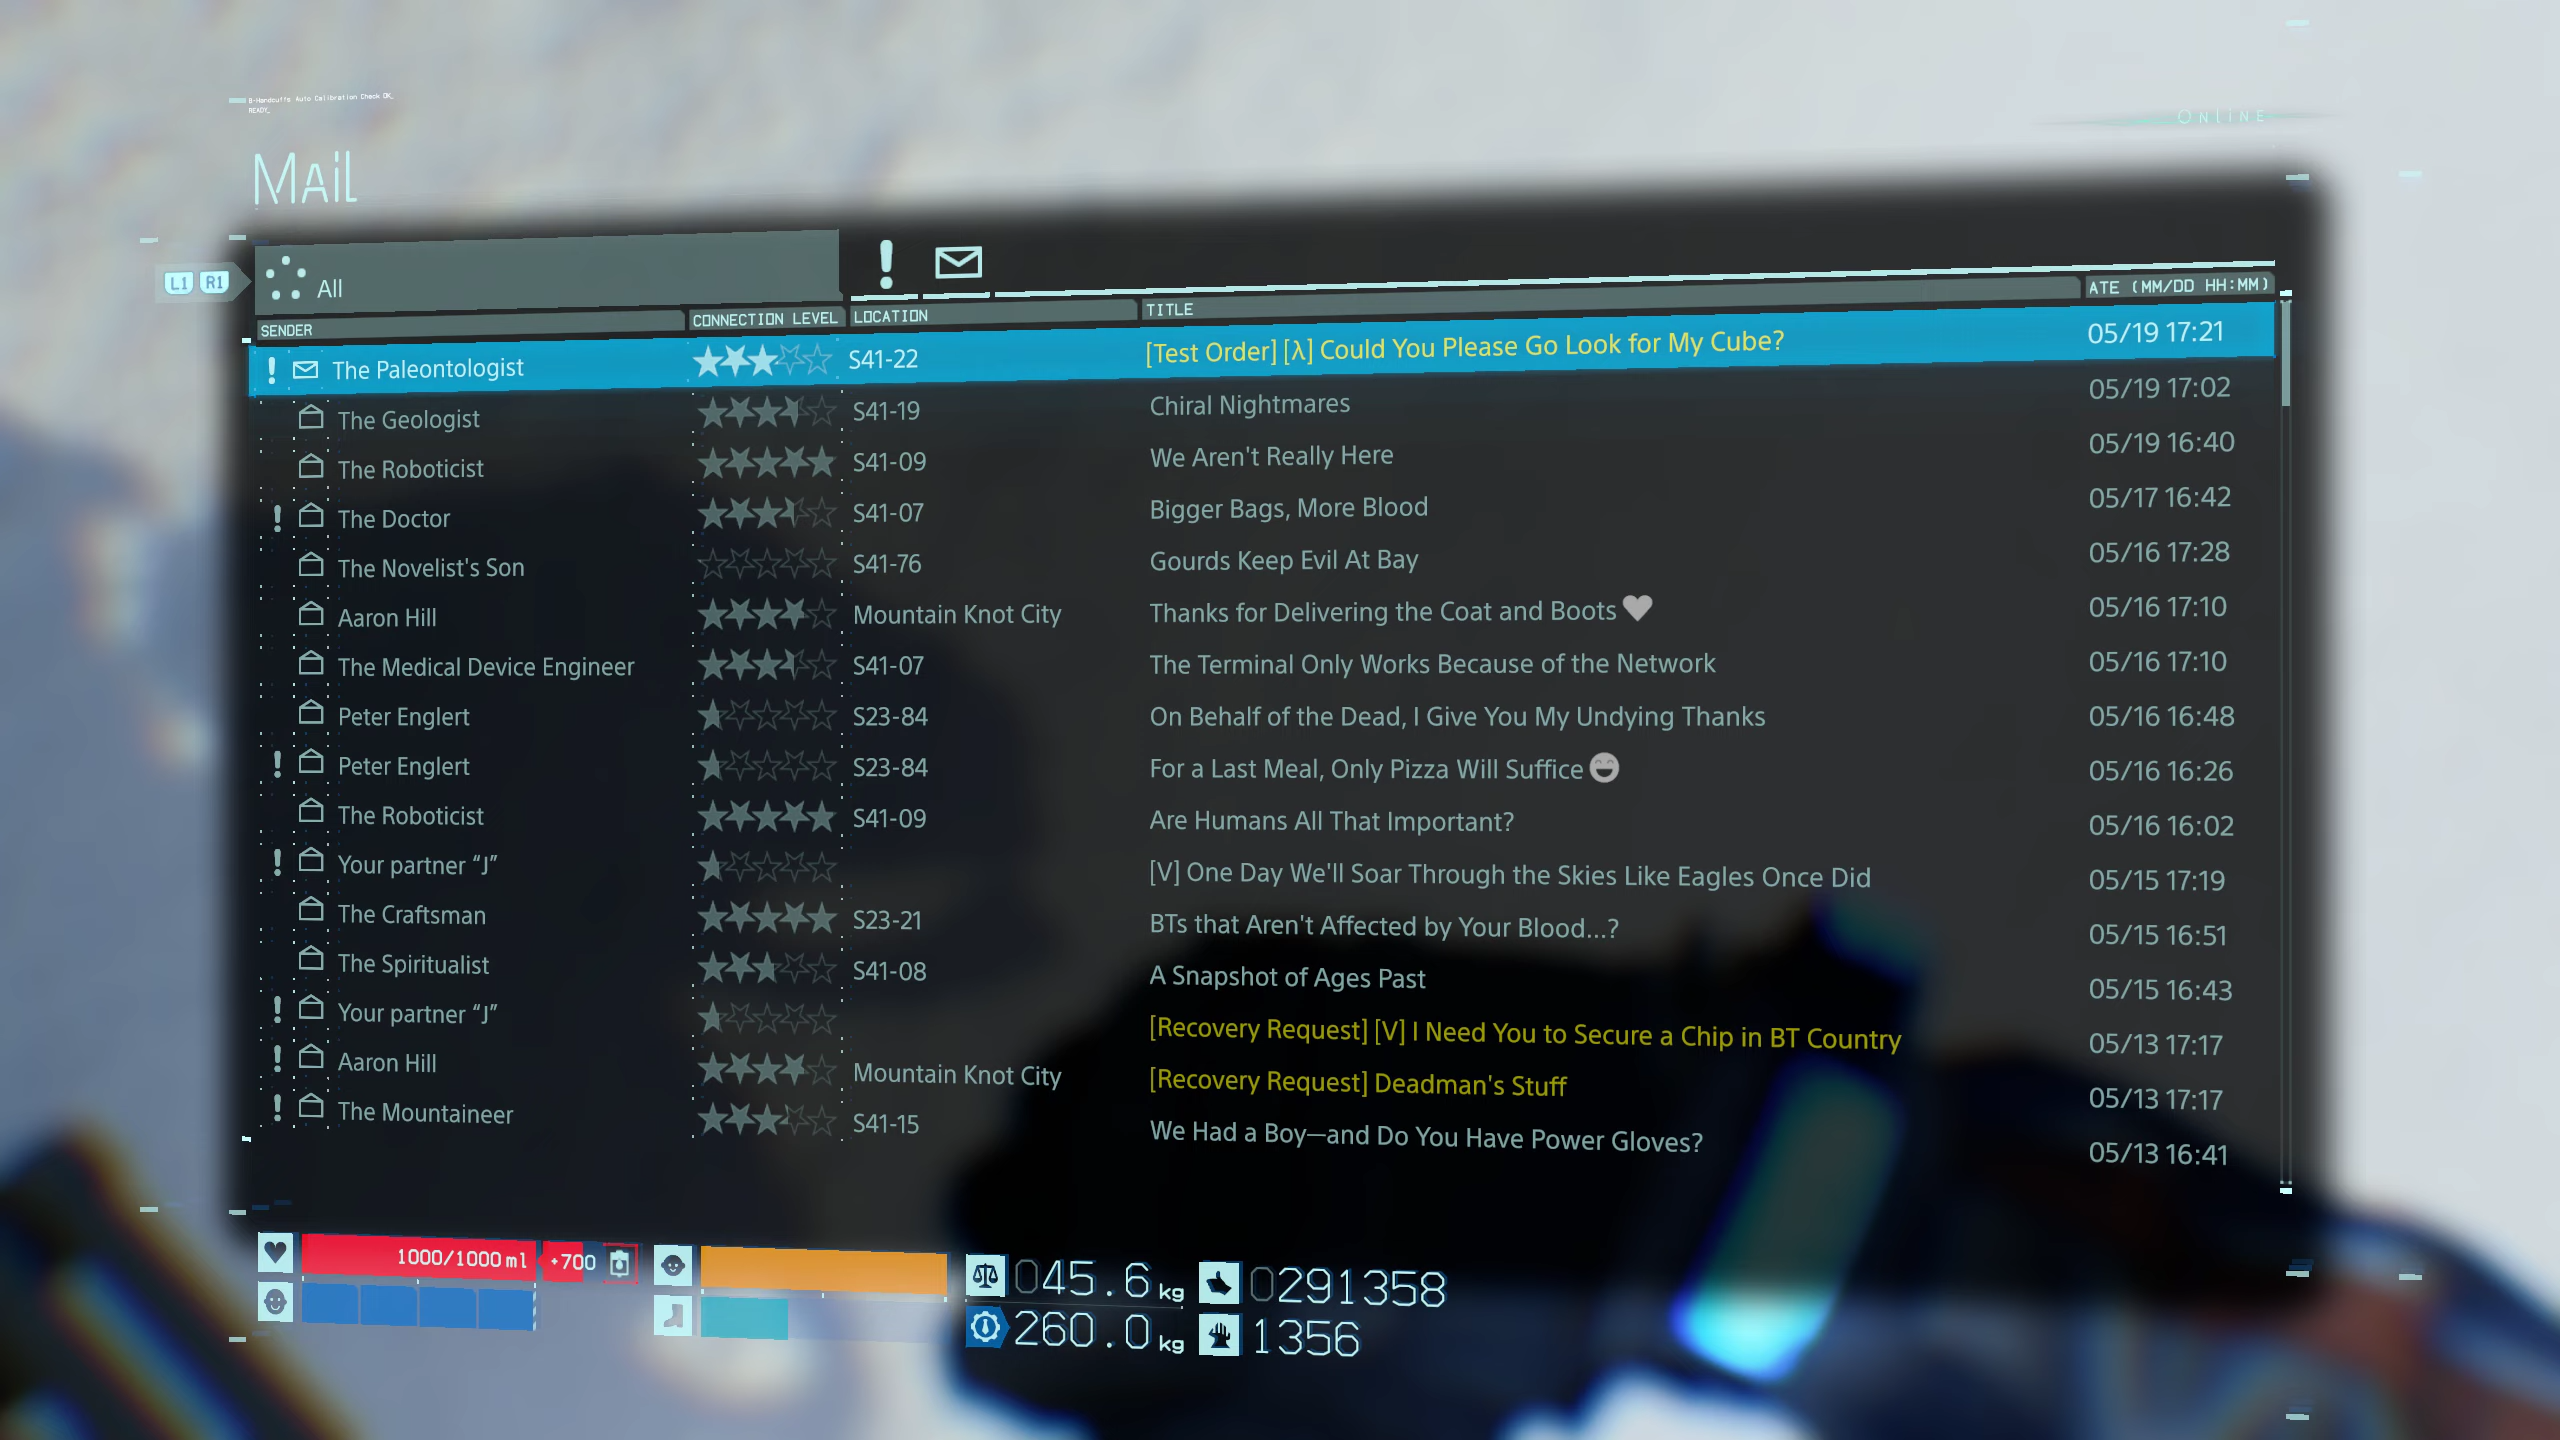 B-Handcuffs Auto Calibration Check OK_
READY_
OnLine
MAiL
L1 R1
All
SENDER CONNECTION LEVEL LOCATION TITLE ATE (MM/DD HH:MM)
The Paleontologist S41-22 [Test Order] [λ] Could You Please Go Look for My Cube? 05/19 17:21
The Geologist S41-19 Chiral Nightmares 05/19 17:02
The Roboticist S41-09 We Aren't Really Here 05/19 16:40
The Doctor S41-07 Bigger Bags, More Blood 05/17 16:42
The Novelist's Son S41-76 Gourds Keep Evil At Bay 05/16 17:28
Aaron Hill Mountain Knot City Thanks for Delivering the Coat and Boots 05/16 17:10
The Medical Device Engineer S41-07 The Terminal Only Works Because of the Network 05/16 17:10
Peter Englert S23-84 On Behalf of the Dead, I Give You My Undying Thanks 05/16 16:48
Peter Englert S23-84 For a Last Meal, Only Pizza Will Suffice 05/16 16:26
The Roboticist S41-09 Are Humans All That Important? 05/16 16:02
Your partner “J” [V] One Day We'll Soar Through the Skies Like Eagles Once Did 05/15 17:19
The Craftsman S23-21 BTs that Aren't Affected by Your Blood...? 05/15 16:51
The Spiritualist S41-08 A Snapshot of Ages Past 05/15 16:43
Your partner “J” [Recovery Request] [V] I Need You to Secure a Chip in BT Country 05/13 17:17
Aaron Hill Mountain Knot City [Recovery Request] Deadman's Stuff 05/13 17:17
The Mountaineer S41-15 We Had a Boy—and Do You Have Power Gloves? 05/13 16:41
1000/1000 ml +700 045.6 kg 0291358
260.0 kg 1356